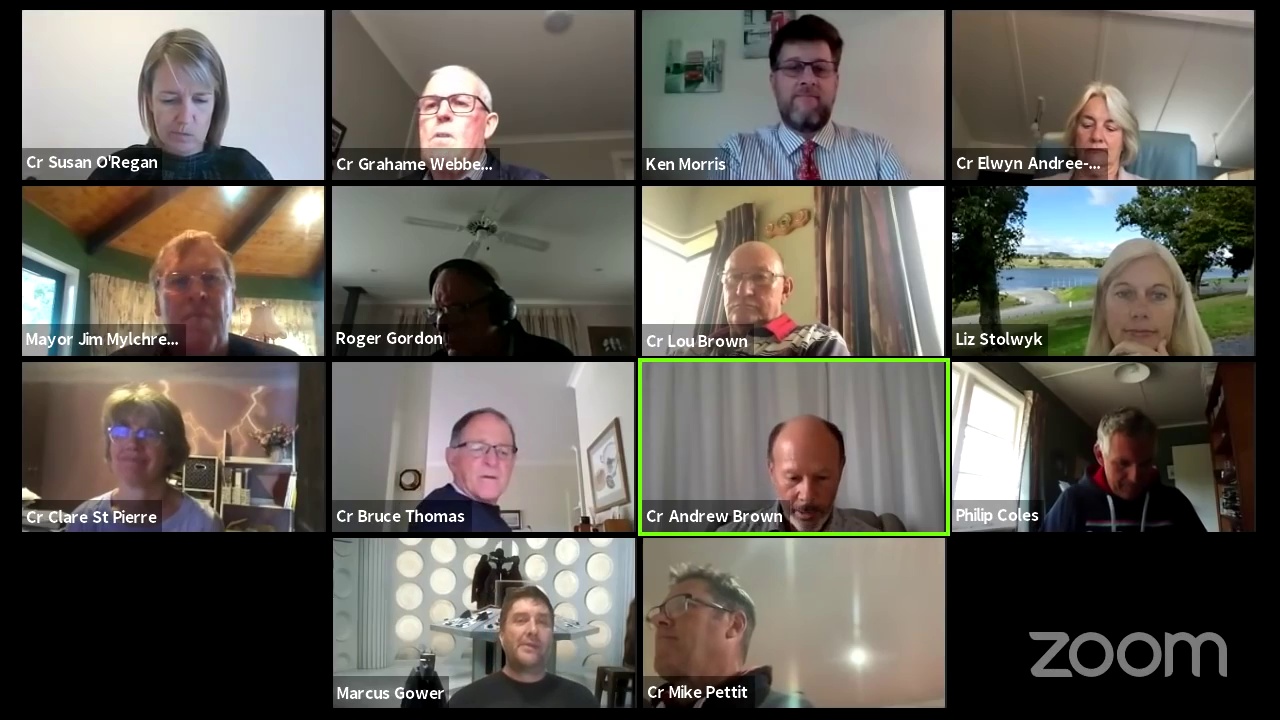 Cr Susan O'Regan
Cr Grahame Webbe...
Ken Morris
Cr Elwyn Andree-...
Mayor Jim Mylchre...
Roger Gordon
Cr Lou Brown
Liz Stolwyk
Cr Clare St Pierre
Cr Bruce Thomas
Cr Andrew Brown
Philip Coles
Marcus Gower
Cr Mike Pettit
zoom